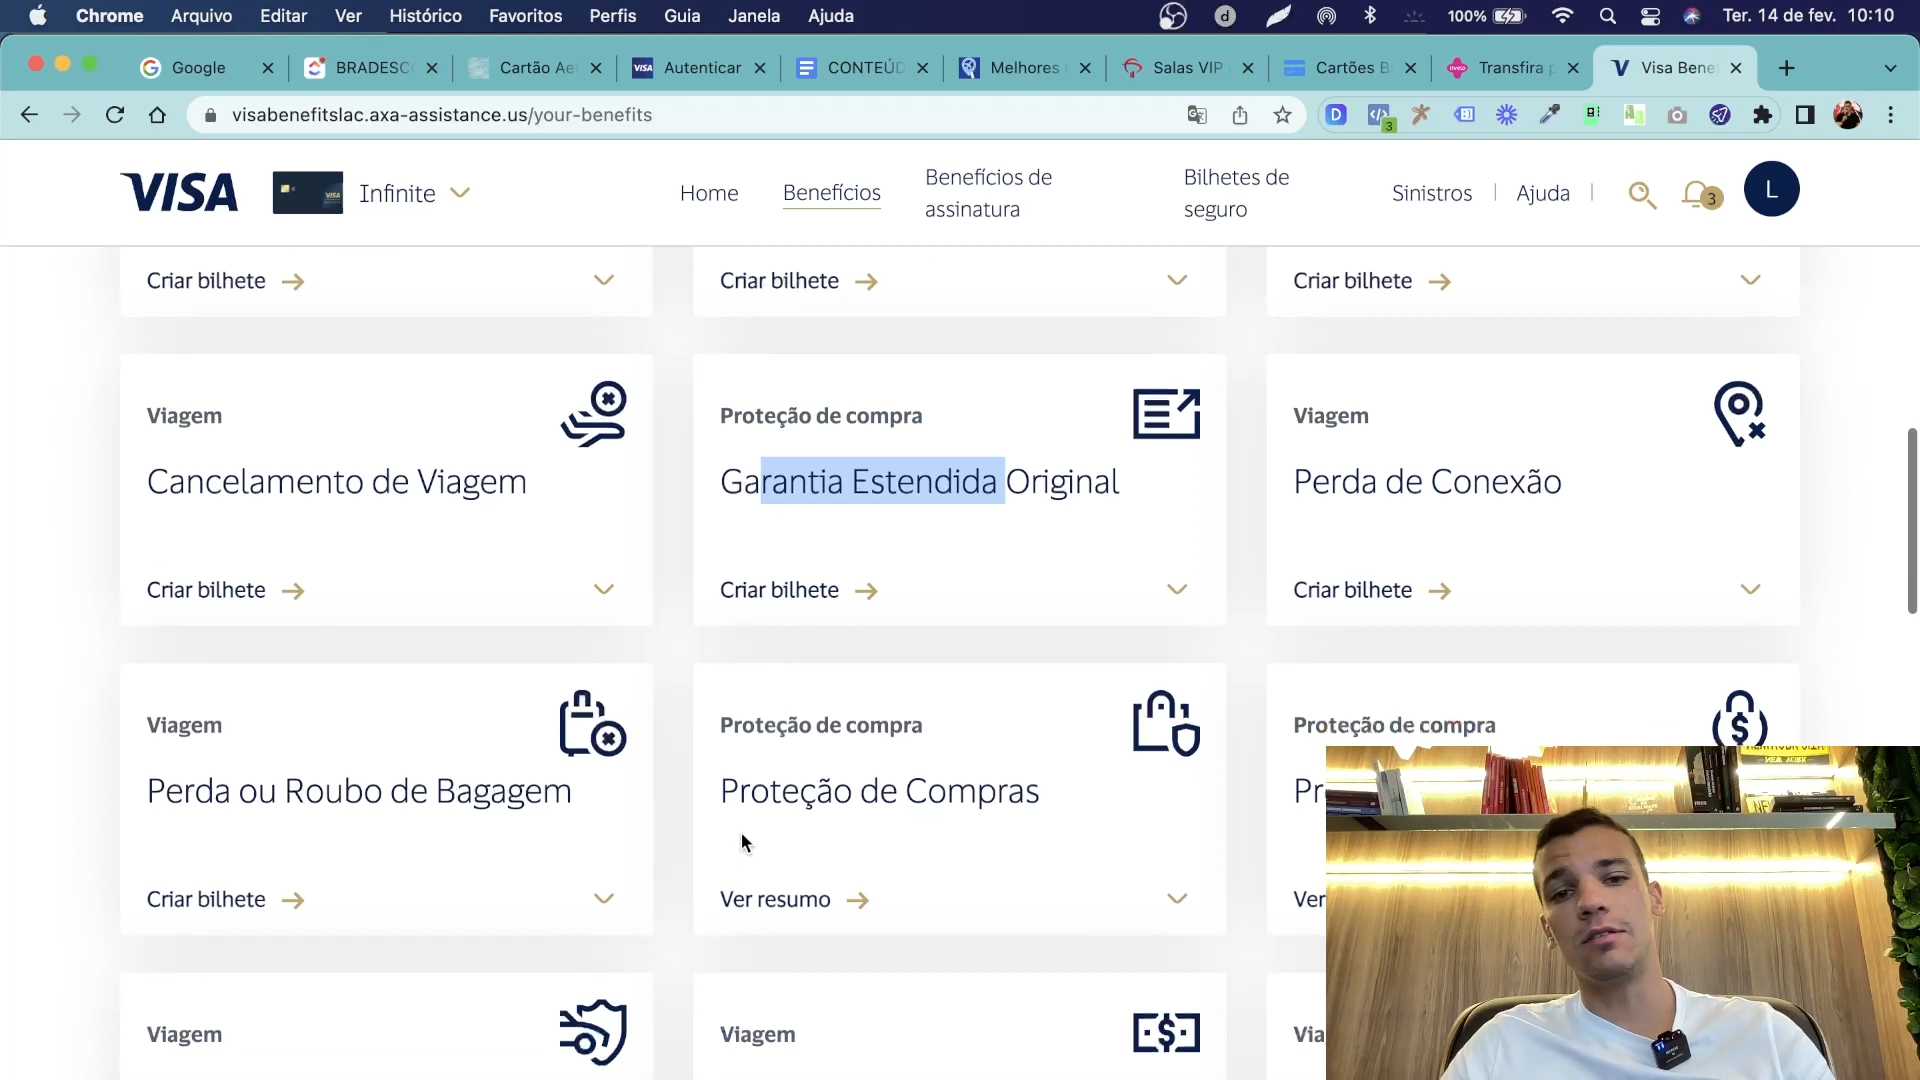 Chrome Arquivo Editar Ver Histórico Favoritos Perfis Guia Janela Ajuda d 100% Ter. 14 de fev. 10:10
Google BRADESC Cartão Ae VISA Autenticar CONTEÚD Melhores Salas VIP Cartões B Transfira p Visa Bene
visabenefitslac.axa-assistance.us/your-benefits D 3
VISA Infinite Home Benefícios Benefícios de assinatura Bilhetes de seguro Sinistros Ajuda 3 L
Criar bilhete Criar bilhete Criar bilhete
Viagem Proteção de compra Viagem
Cancelamento de Viagem Garantia Estendida Original Perda de Conexão
Criar bilhete Criar bilhete Criar bilhete
Viagem Proteção de compra Proteção de compra
Perda ou Roubo de Bagagem Proteção de Compras Pr
Criar bilhete Ver resumo Ver
Viagem Viagem Via
NEW YORK